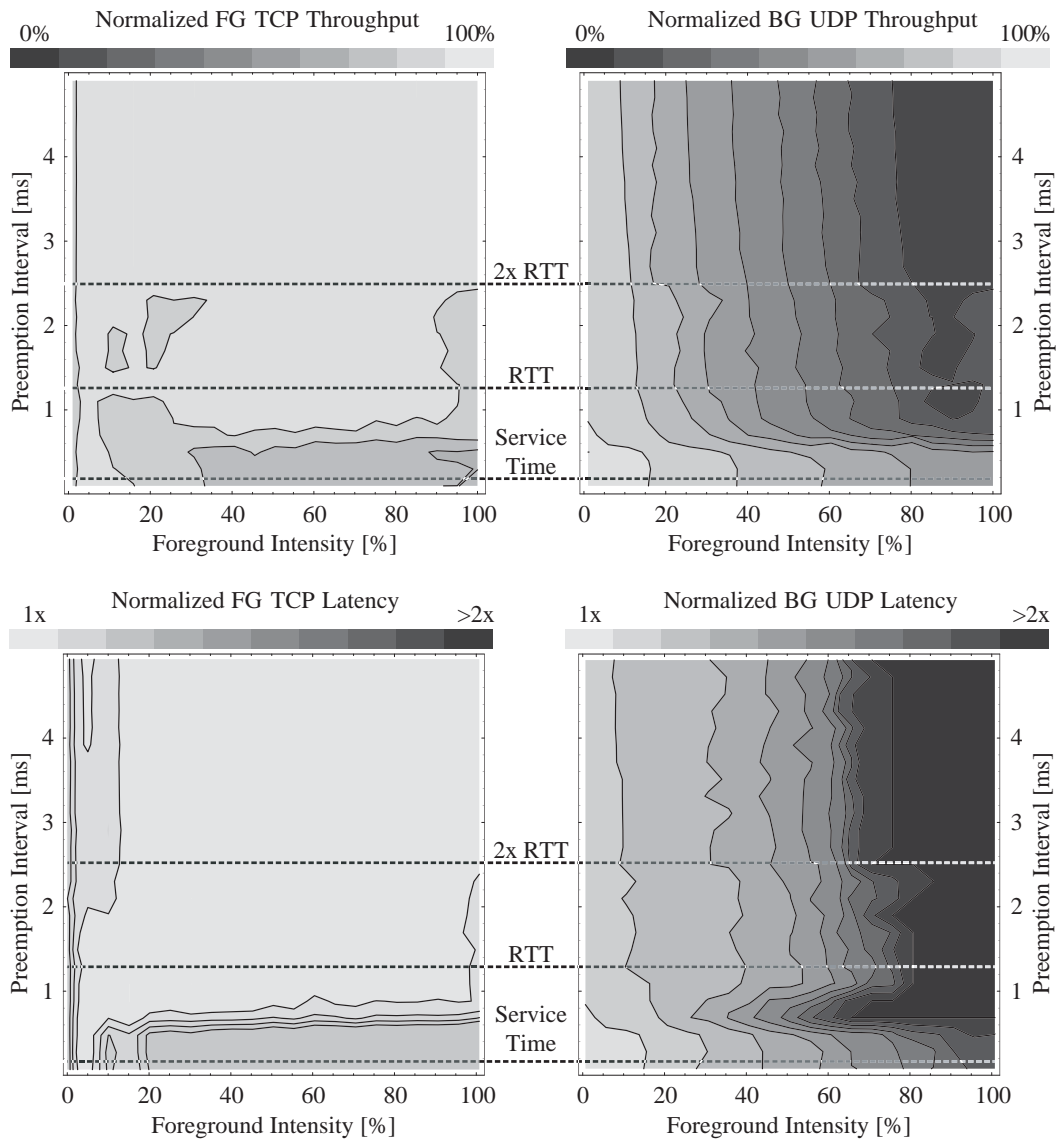 Normalized FG TCP Throughput
0% 100%
Preemption Interval [ms]
4
3
2
1
0 20 40 60 80 100
Foreground Intensity [%]
Normalized BG UDP Throughput
0% 100%
4
3
2
1
Preemption Interval [ms]
0 20 40 60 80 100
Foreground Intensity [%]
2x RTT
RTT
Service
Time
Normalized FG TCP Latency
1x >2x
Preemption Interval [ms]
4
3
2
1
0 20 40 60 80 100
Foreground Intensity [%]
Normalized BG UDP Latency
1x >2x
4
3
2
1
Preemption Interval [ms]
0 20 40 60 80 100
Foreground Intensity [%]
2x RTT
RTT
Service
Time